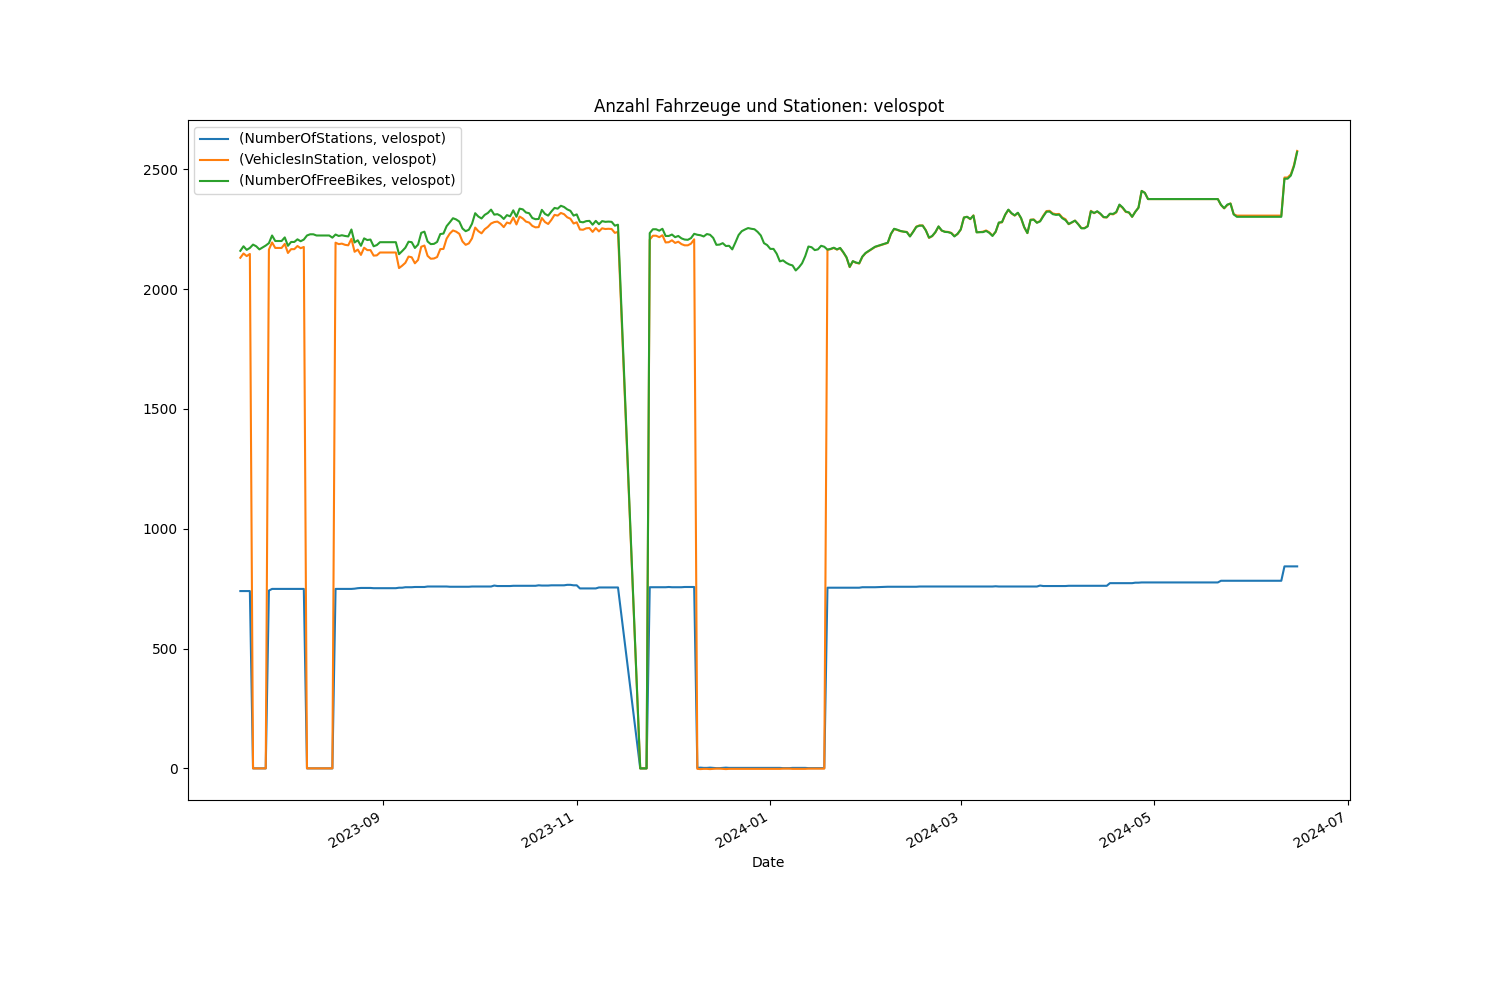 Anzahl Fahrzeuge und Stationen: velospot
(NumberOfStations, velospot)
(VehiclesInStation, velospot)
(NumberOfFreeBikes, velospot)
2500
2000
1500
1000
500
0
2023-09
2023-11
2024-01
2024-03
2024-05
2024-07
Date